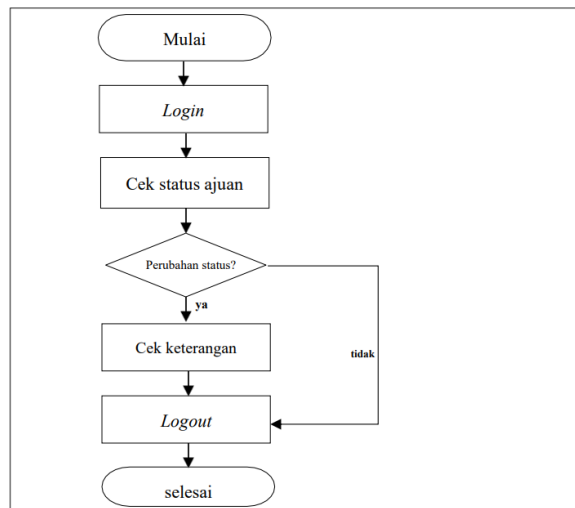 Mulai
Login
Cek status ajuan
Perubahan status?
ya
Cek keterangan
tidak
Logout
selesai